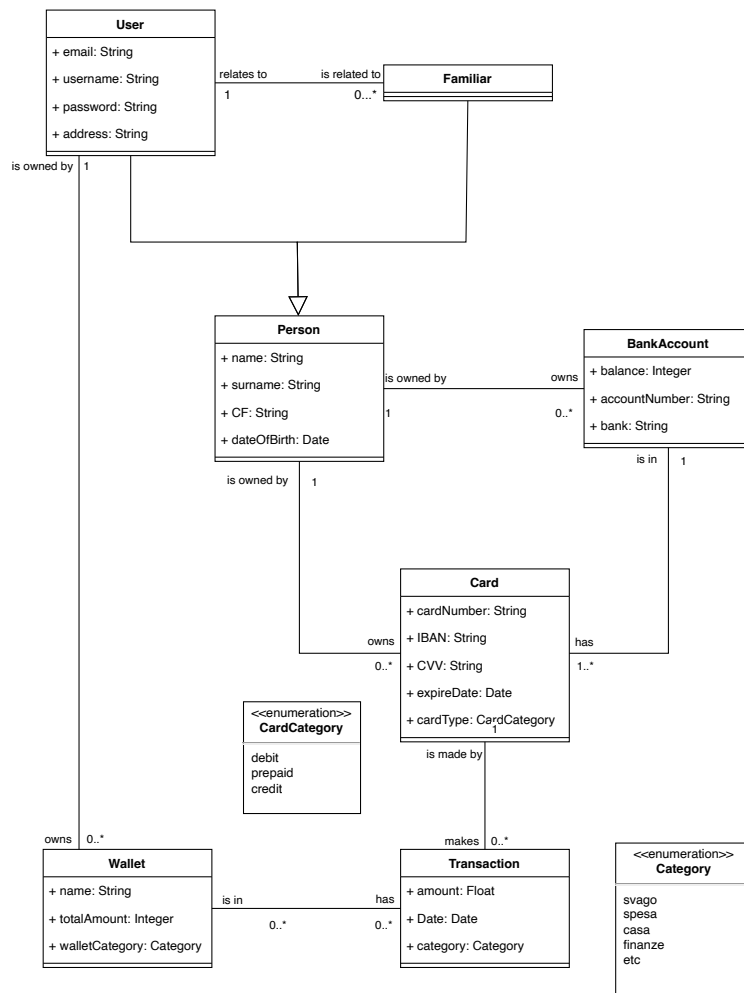 User
+ email: String
+ username: String
+ password: String
+ address: String
relates to
is related to
1
0...*
Familiar
is owned by
1
Person
+ name: String
+ surname: String
+ CF: String
+ dateOfBirth: Date
is owned by
owns
1
0..*
BankAccount
+ balance: Integer
+ accountNumber: String
+ bank: String
is in
1
is owned by
1
Card
+ cardNumber: String
+ IBAN: String
+ CVV: String
+ expireDate: Date
+ cardType: CardCategory
owns
0..*
has
1..*
1
is made by
<<enumeration>>
CardCategory
debit
prepaid
credit
owns
0..*
makes
0..*
Wallet
+ name: String
+ totalAmount: Integer
+ walletCategory: Category
is in
has
0..*
0..*
Transaction
+ amount: Float
+ Date: Date
+ category: Category
<<enumeration>>
Category
svago
spesa
casa
finanze
etc